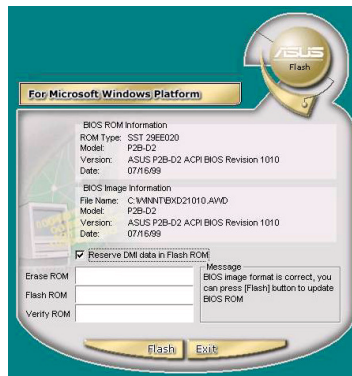 ASUS
Flash
For Microsoft Windows Platform
BIOS ROM Information
ROM Type: SST 29EE020
Model: P2B-D2
Version: ASUS P2B-D2 ACPI BIOS Revision 1010
Date: 07/16/99
BIOS Image Information
File Name: C:\WINNT\BXD21010.AWD
Model: P2B-D2
Version: ASUS P2B-D2 ACPI BIOS Revision 1010
Date: 07/16/99
Reserve DMI data in Flash ROM
Erase ROM
Flash ROM
Verify ROM
Message
BIOS image format is correct, you
can press [Flash] button to update
BIOS ROM
Flash Exit